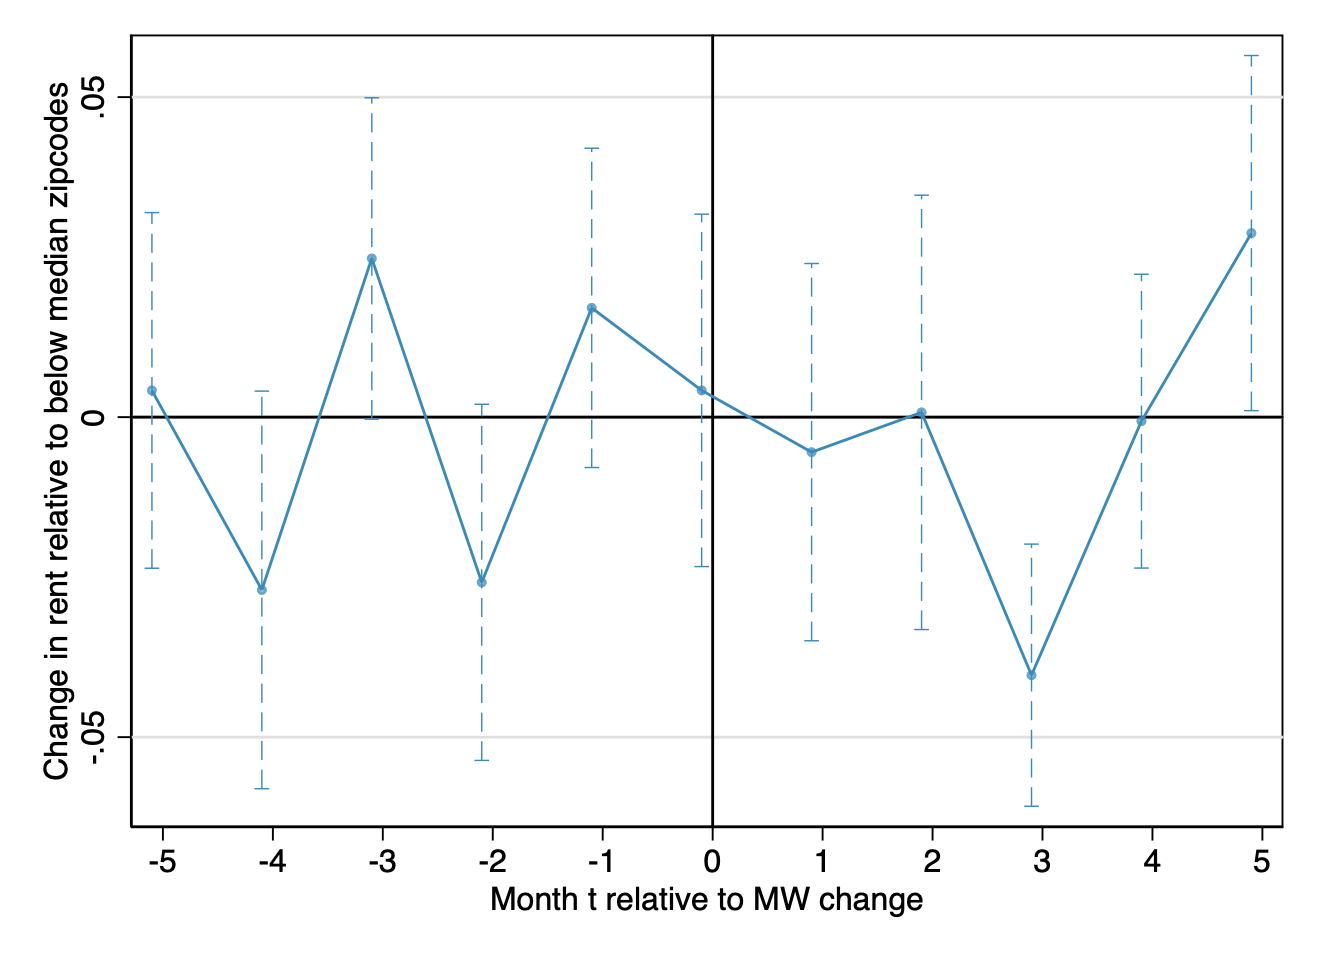 Change in rent relative to below median zipcodes
.05
0
-.05
-5 -4 -3 -2 -1 0 1 2 3 4 5
Month t relative to MW change